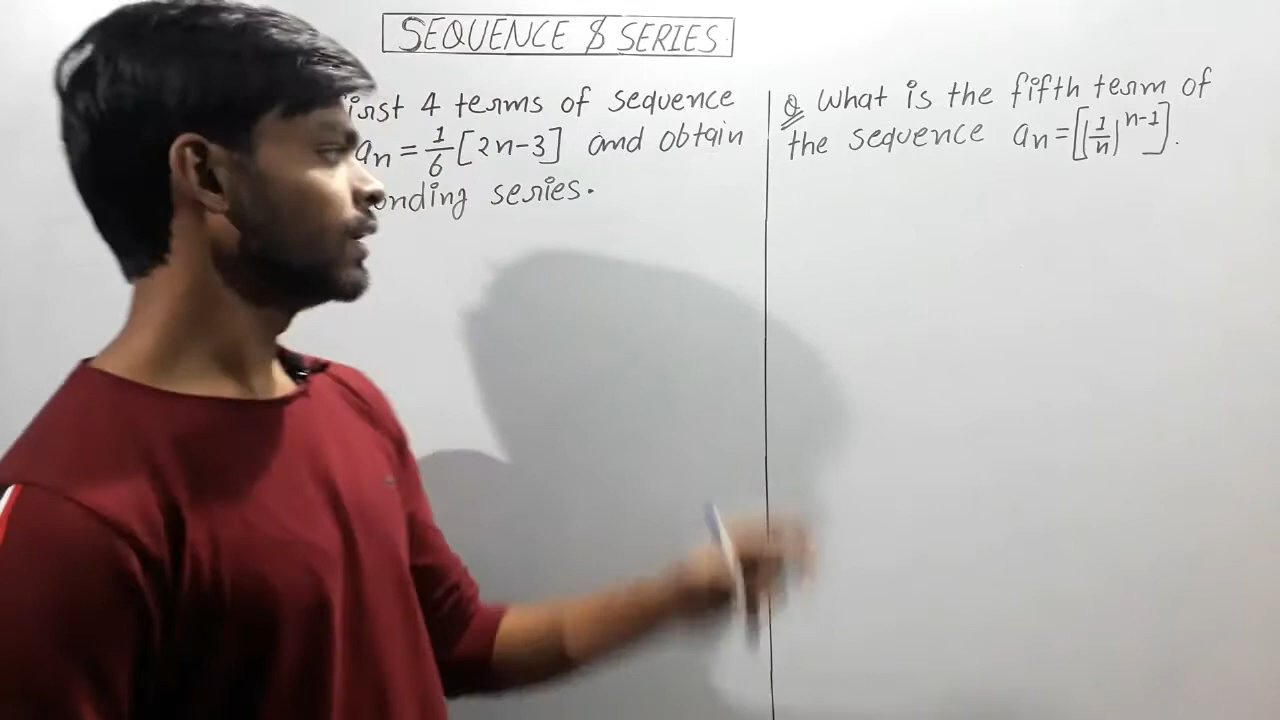 SEQUENCE & SERIES
first 4 terms of sequence
an = 1/6 [2n-3] and obtain
onding series.
Q What is the fifth term of
the sequence an = [|1/n|^n-1].